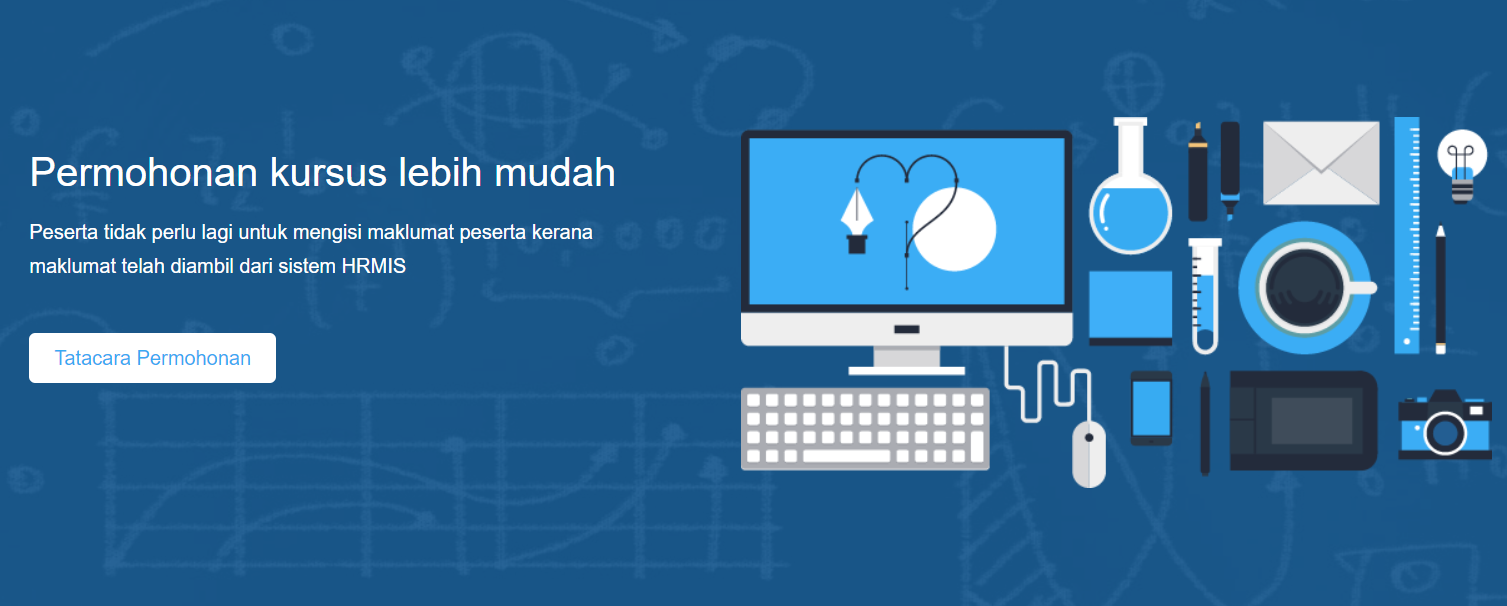 Permohonan kursus lebih mudah
Peserta tidak perlu lagi untuk mengisi maklumat peserta kerana
maklumat telah diambil dari sistem HRMIS
Tatacara Permohonan